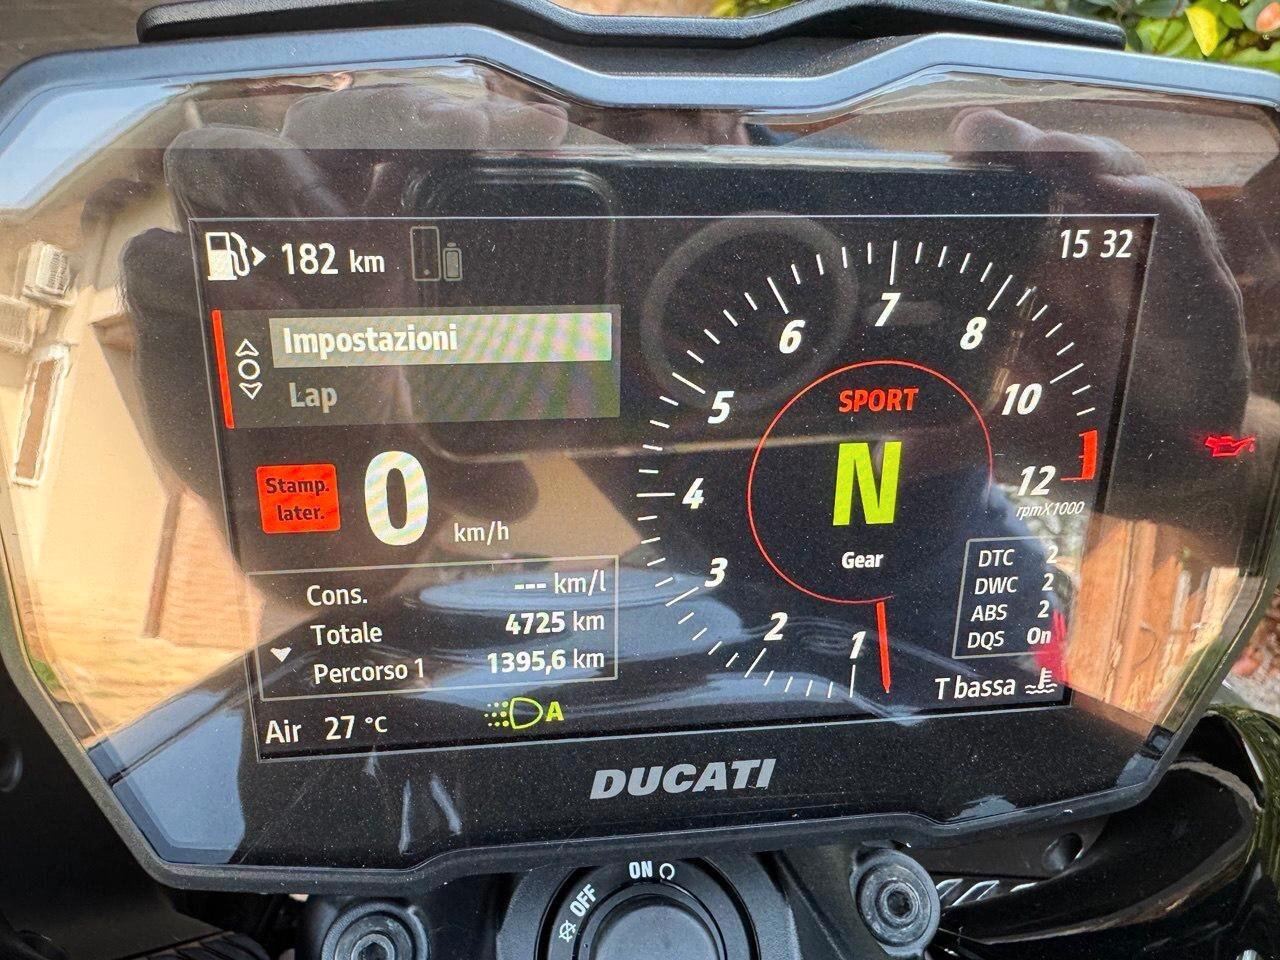 182 km
15 32
Impostazioni
Lap
Stamp.
later.
0 km/h
Cons. --- km/l
Totale 4725 km
Percorso 1 1395,6 km
Air 27 °C
A
1
2
3
4
5
6
7
8
10
12
rpmX1000
SPORT
N
Gear
DTC 2
DWC 2
ABS 2
DQS On
T bassa
DUCATI
ON
OFF